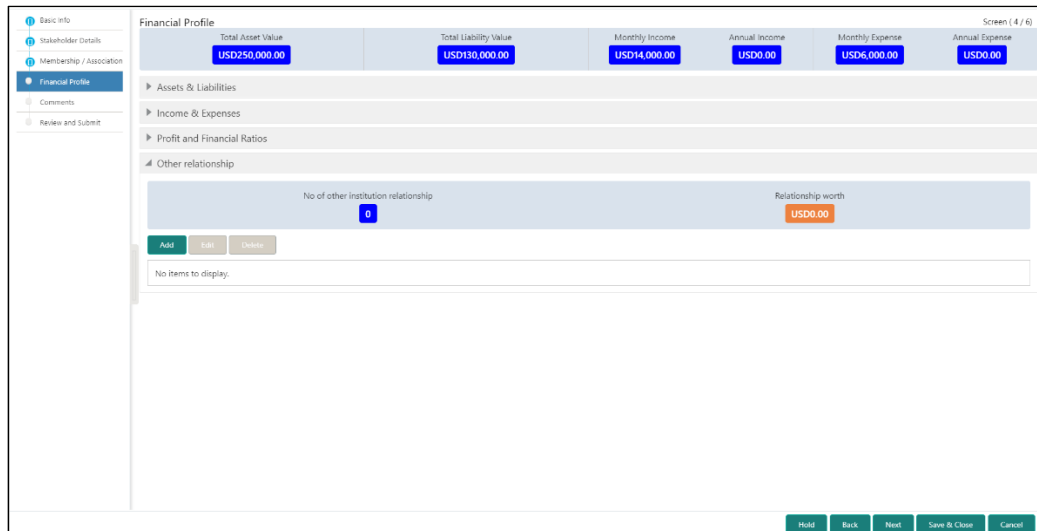 Basic Info
Stakeholder Details
Membership / Association
Financial Profile
Comments
Review and Submit
Financial Profile
Screen ( 4 / 6)
Total Asset Value Total Liability Value Monthly Income Annual Income Monthly Expense Annual Expense
USD250,000.00 USD130,000.00 USD14,000.00 USD0.00 USD6,000.00 USD0.00
Assets & Liabilities
Income & Expenses
Profit and Financial Ratios
Other relationship
No of other institution relationship Relationship worth
0 USD0.00
Add Edit Delete
No items to display.
Hold Back Next Save & Close Cancel